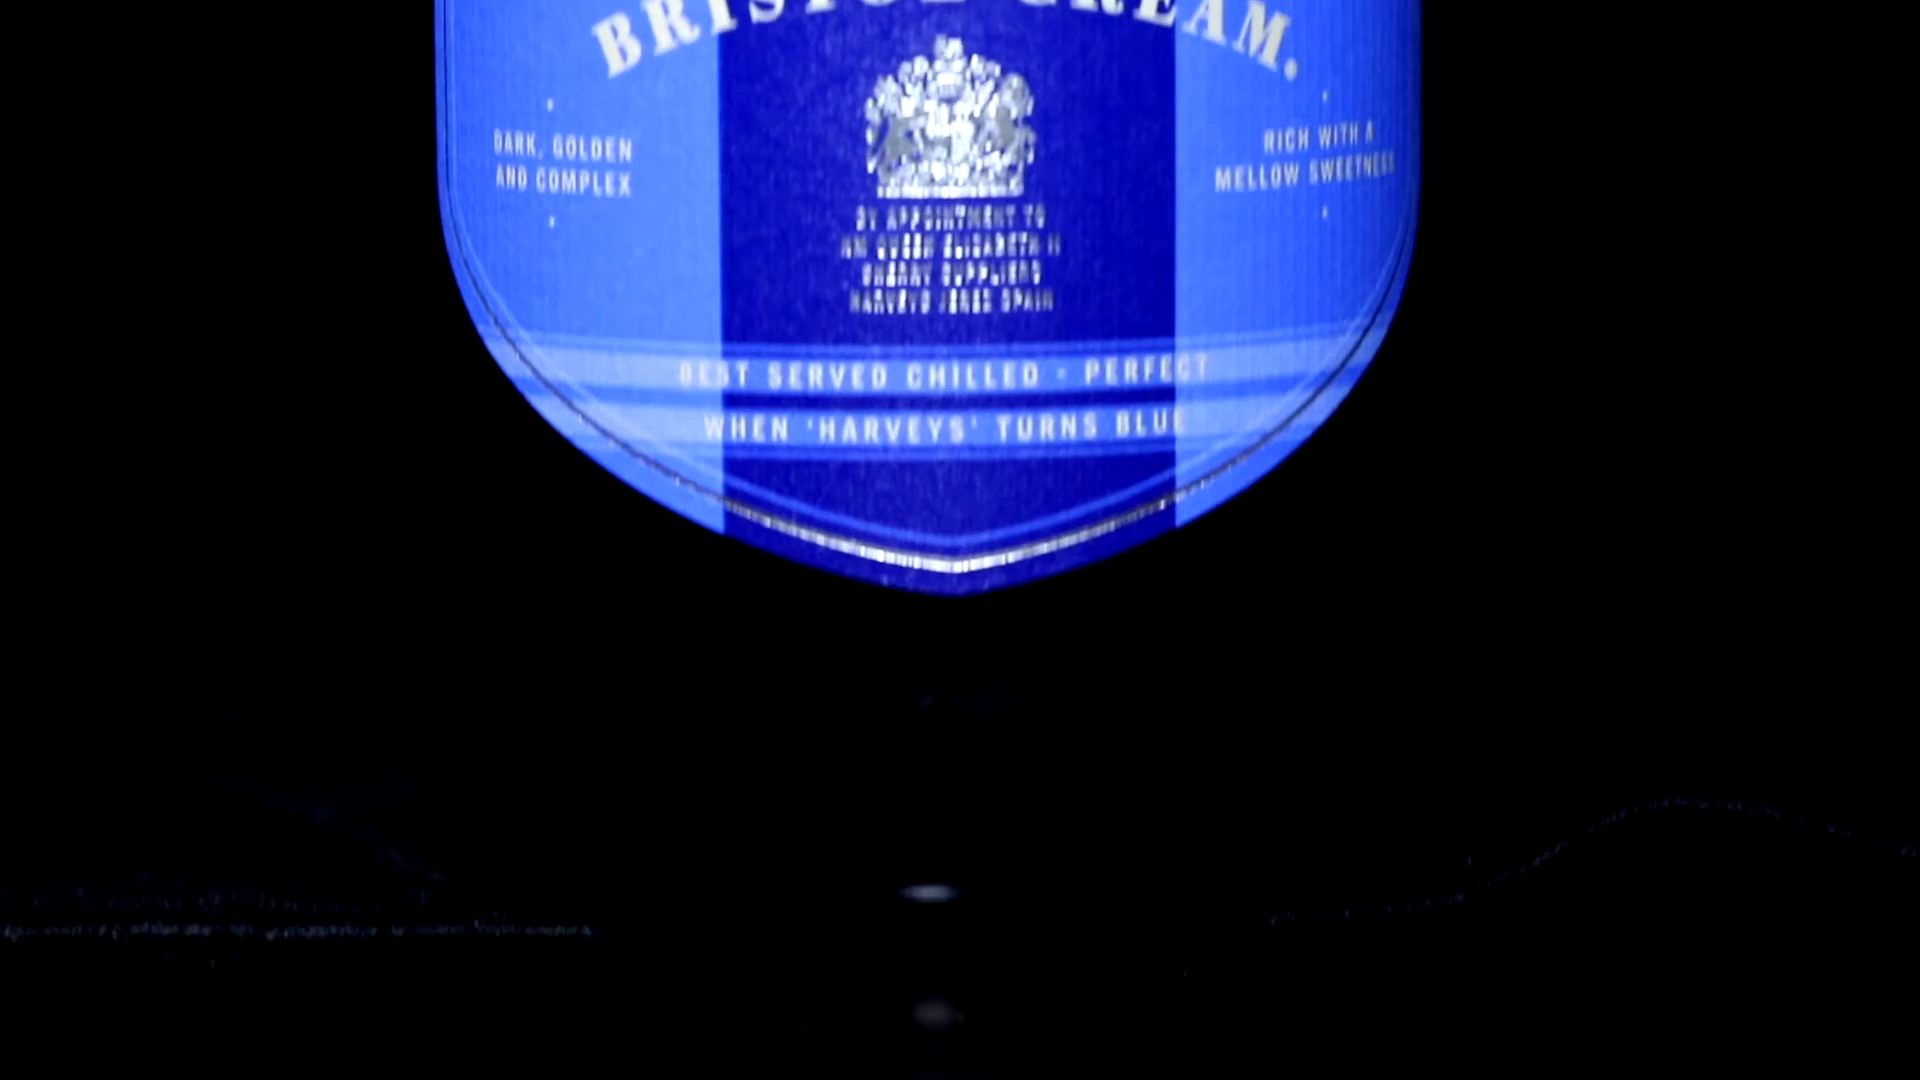 BRISTOL CREAM.
DARK, GOLDEN
AND COMPLEX
RICH WITH A
MELLOW SWEETNESS
BY APPOINTMENT TO
HM QUEEN ELIZABETH II
SHERRY SUPPLIERS
HARVEYS JEREZ SPAIN
BEST SERVED CHILLED - PERFECT
WHEN 'HARVEYS' TURNS BLUE